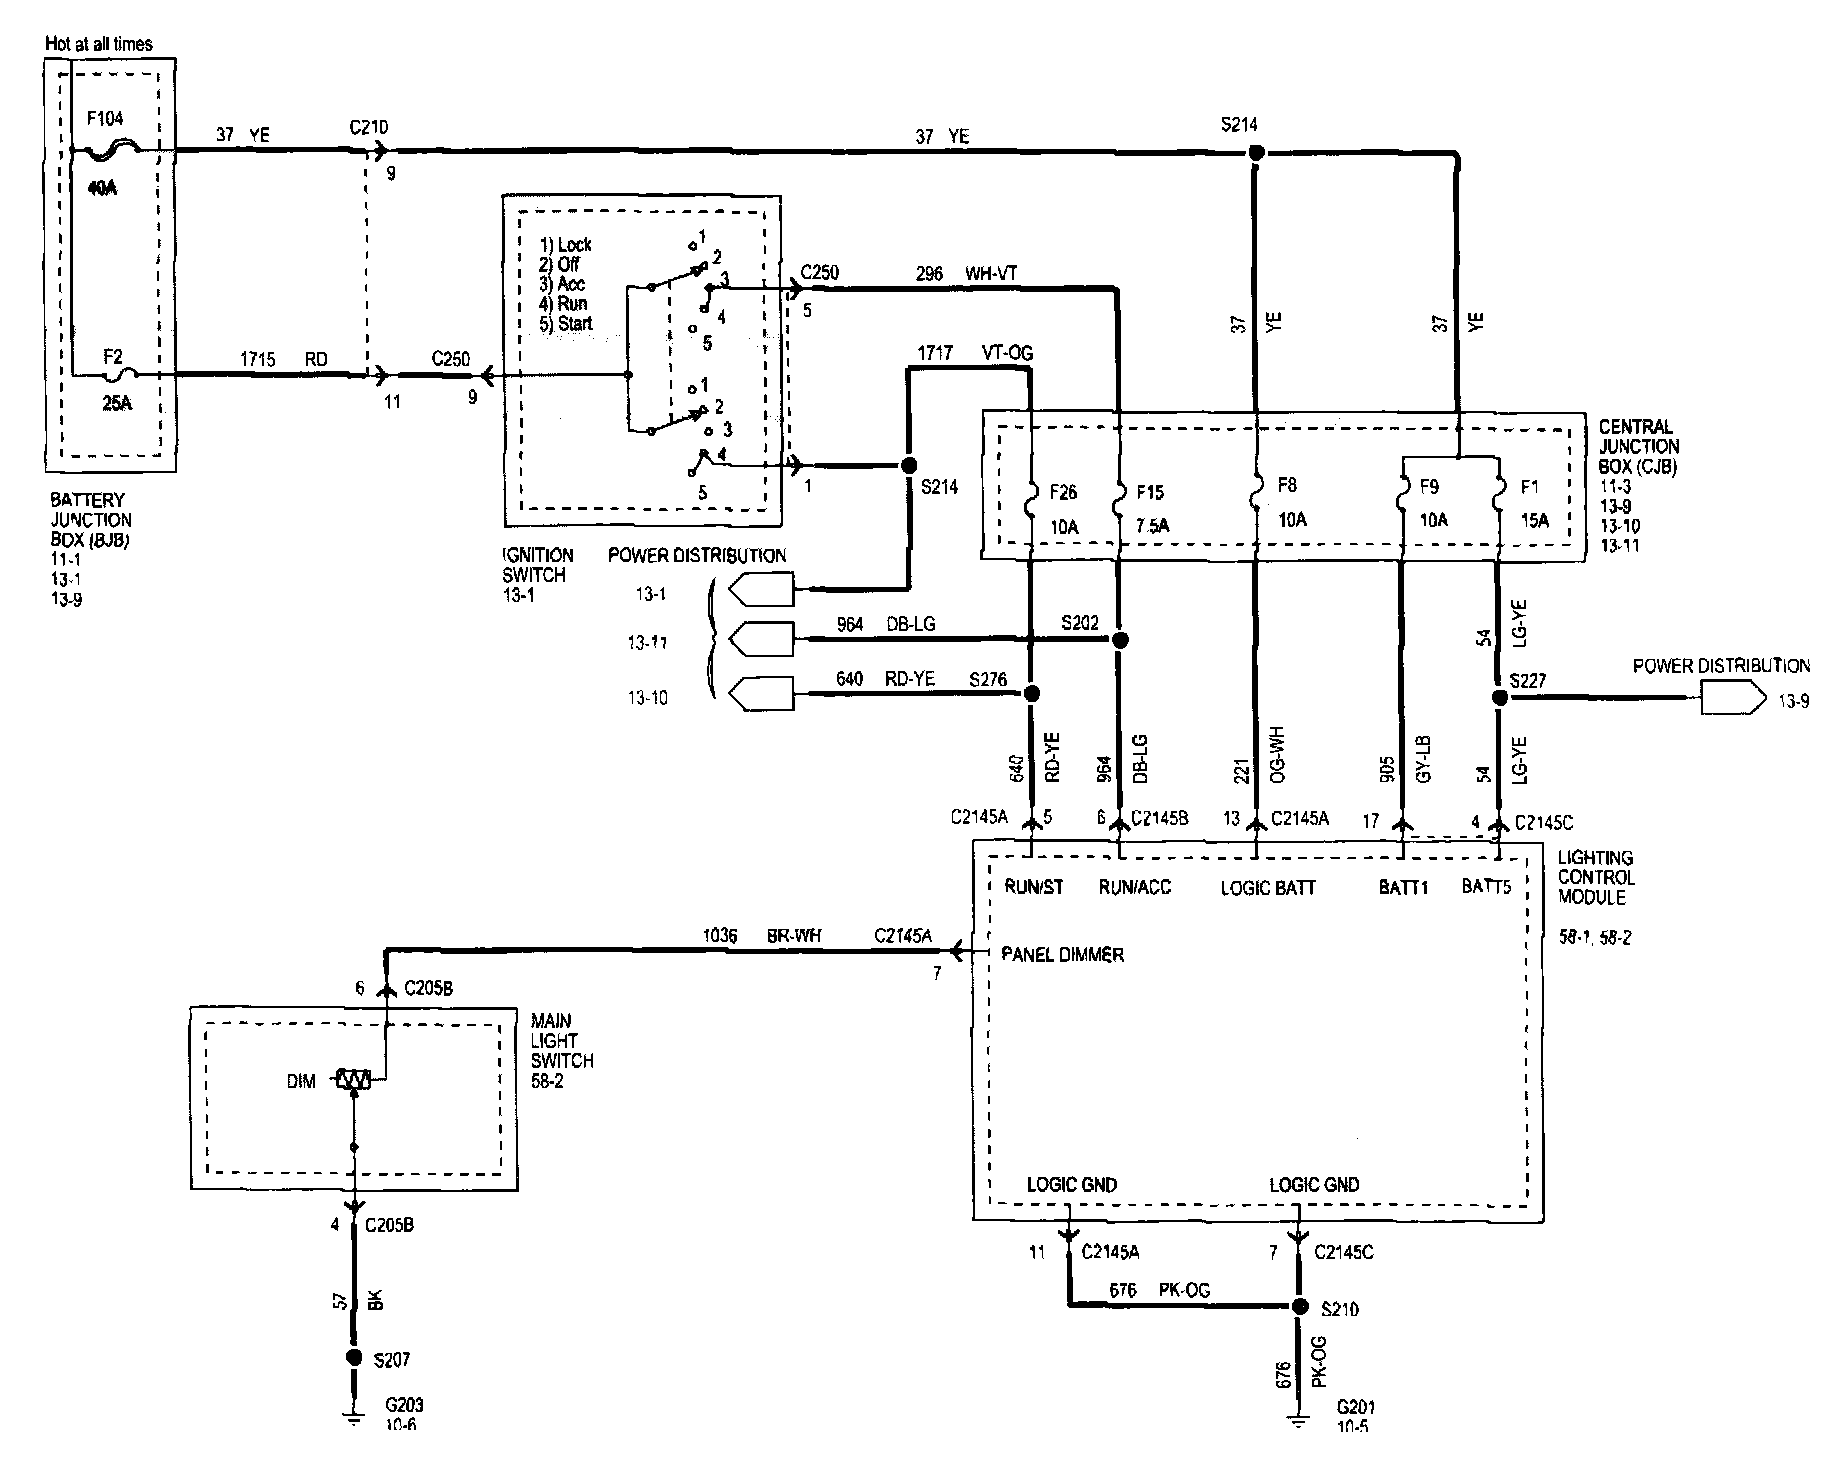 Hot at all times
F104
40A
37 YE
C210
9
37 YE
S214
1) Lock
2) Off
3) Acc
4) Run
5) Start
1
2
3
4
5
C250
5
296 WH-VT
37
YE
37
YE
F2
25A
1715 RD
11
C250
9
1
2
3
4
5
1
1717 VT-OG
S214
BATTERY
JUNCTION
BOX (BJB)
11-1
13-1
13-9
IGNITION
SWITCH
13-1
POWER DISTRIBUTION
13-1
13-11
13-10
964 DB-LG
S202
640 RD-YE
S276
F26
10A
F15
7.5A
F8
10A
F9
10A
F1
15A
CENTRAL
JUNCTION
BOX (CJB)
11-3
13-9
13-10
13-11
54
LG-YE
S227
POWER DISTRIBUTION
13-9
640
RD-YE
964
DB-LG
221
OG-WH
905
GY-LB
54
LG-YE
C2145A
5
6
C2145B
13
C2145A
17
4
C2145C
RUN/ST
RUN/ACC
LOGIC BATT
BATT1
BATT5
LIGHTING
CONTROL
MODULE
58-1, 58-2
1036 BR-WH
C2145A
7
PANEL DIMMER
6
C205B
MAIN
LIGHT
SWITCH
58-2
DIM
4
C205B
57
BK
S207
G203
10-6
LOGIC GND
LOGIC GND
11
C2145A
7
C2145C
676 PK-OG
S210
676
PK-OG
G201
10-5